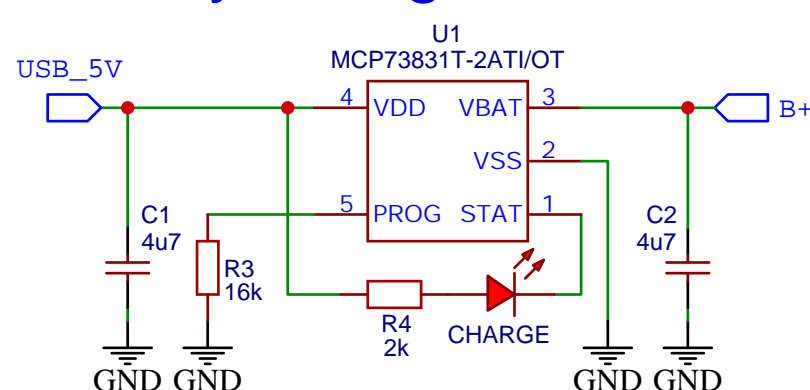 U1
MCP73831T-2ATI/OT
USB_5V
4
VDD
VBAT
3
B+
VSS
2
5
PROG
STAT
1
C1
4u7
C2
4u7
R3
16k
R4
2k
CHARGE
GND
GND
GND
GND